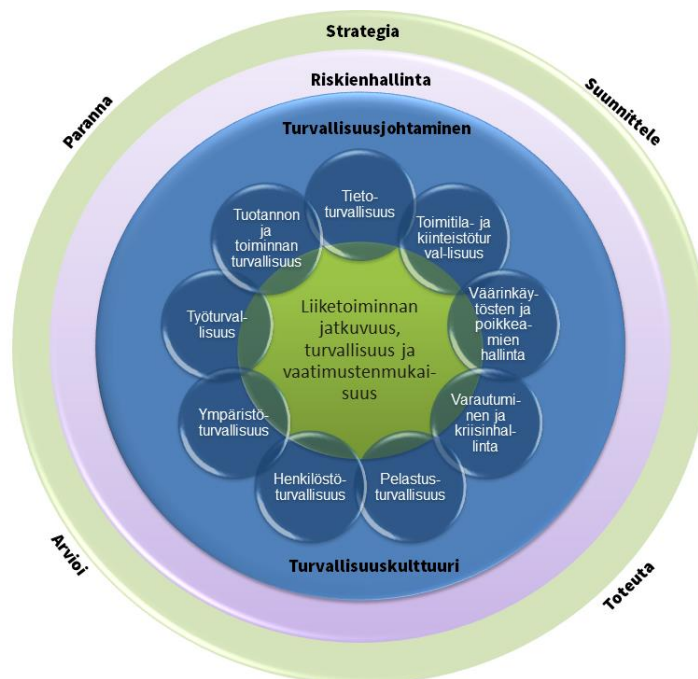 Strategia
Suunnittele
Paranna
Riskienhallinta
Turvallisuusjohtaminen
Tieto-
turvallisuus
Toimitila- ja
kiinteistötur
val-lisuus
Väärinkäy-
tösten ja
poikkea-
mien
hallinta
Varautumi-
nen ja
kriisinhal-
linta
Pelastus-
turvallisuus
Henkilöstö-
turvallisuus
Ympäristö-
turvallisuus
Työturval-
lisuus
Tuotannon
ja
toiminnan
turvallisuus
Liiketoiminnan
jatkuvuus,
turvallisuus ja
vaatimustenmukai-
suus
Turvallisuuskulttuuri
Arvioi
Toteuta